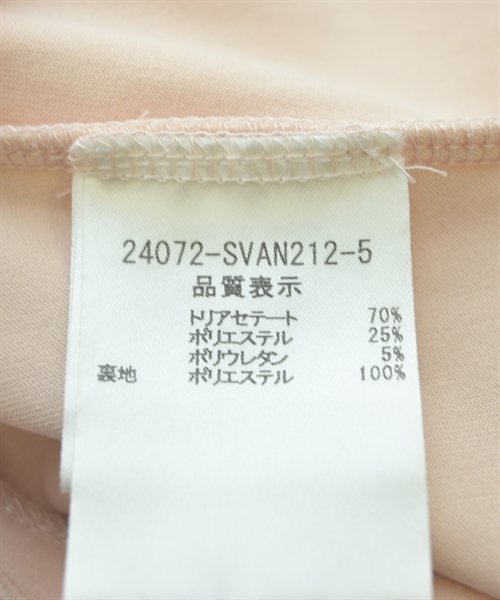 24072-SVAN212-5
品質表示
トリアセテート 70%
ポリエステル 25%
ポリウレタン 5%
裏地 ポリエステル 100%